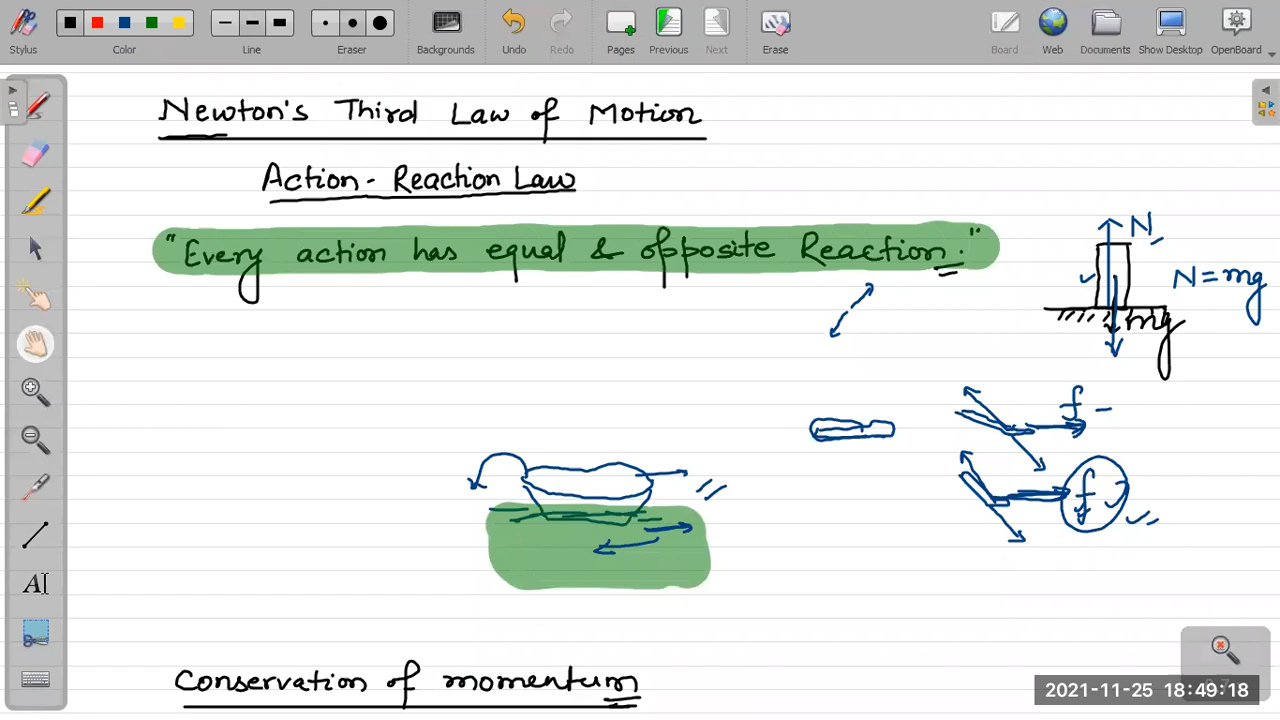 Stylus Color Line Eraser Backgrounds Undo Redo Pages Previous Next Erase Board Web Documents Show Desktop OpenBoard
Newton's Third Law of Motion
Action - Reaction Law
"Every action has equal & opposite Reaction."
N
N = mg
mg
f
f
Conservation of momentum
2021-11-25 18:49:18